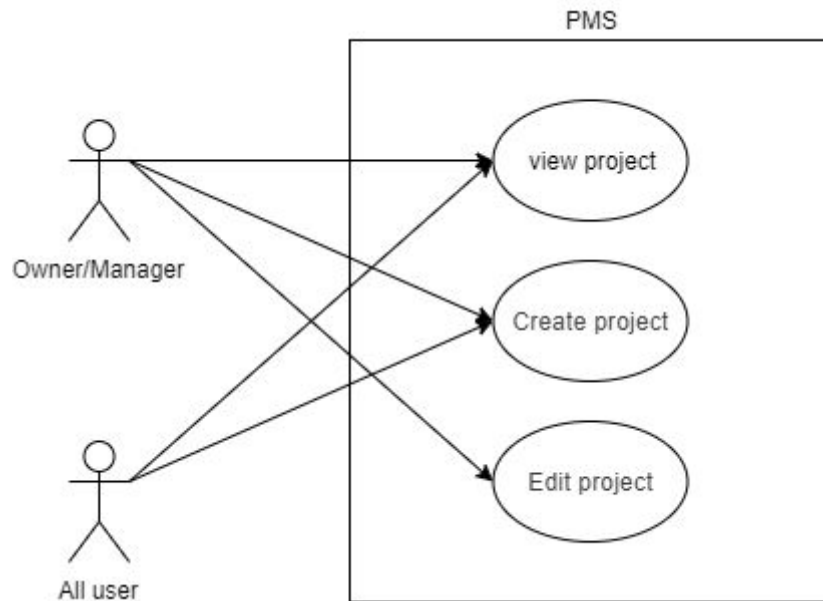 PMS
view project
Owner/Manager
Create project
Edit project
All user